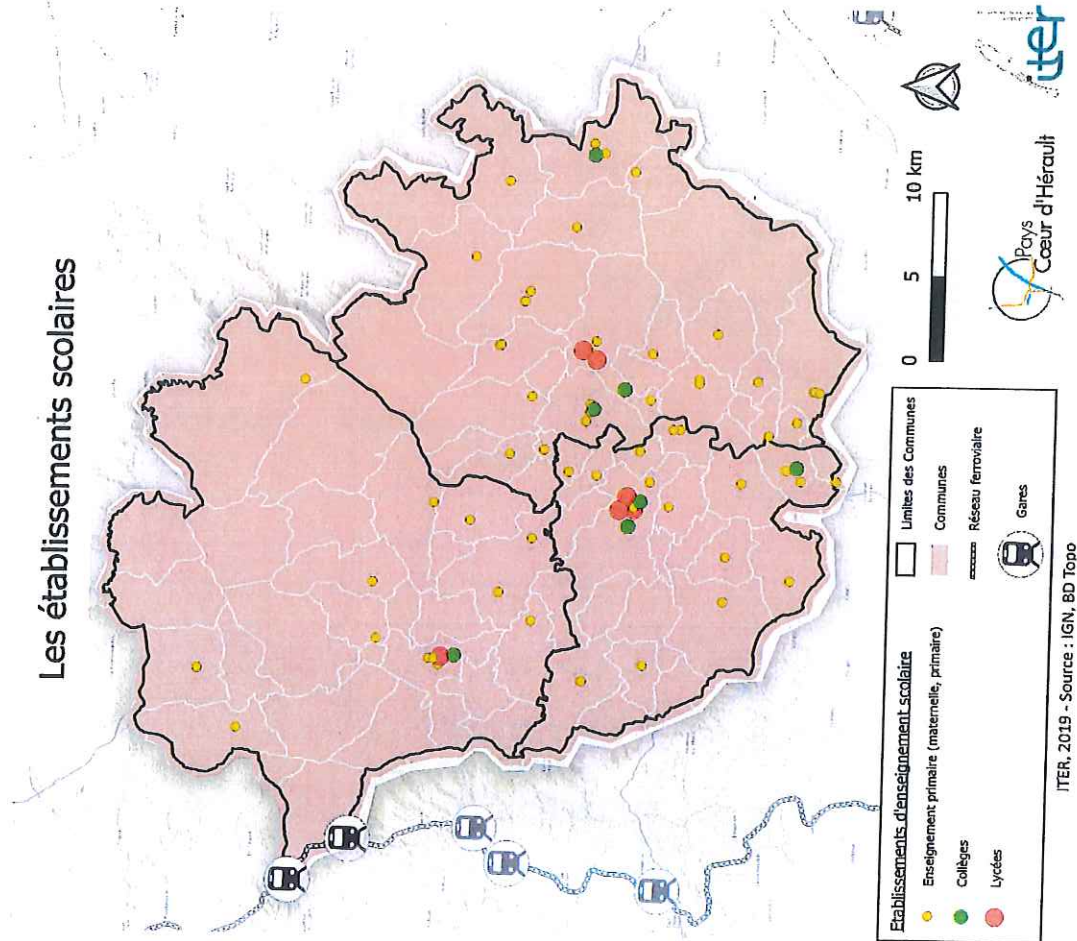 Les établissements scolaires
0 5 10 km
Pays
Cœur d'Hérault
iter
Etablissements d'enseignement scolaire
Enseignement primaire (maternelle, primaire)
Collèges
Lycées
Limites des Communes
Communes
Réseau ferroviaire
Gares
ITER, 2019 - Source : IGN, BD Topo